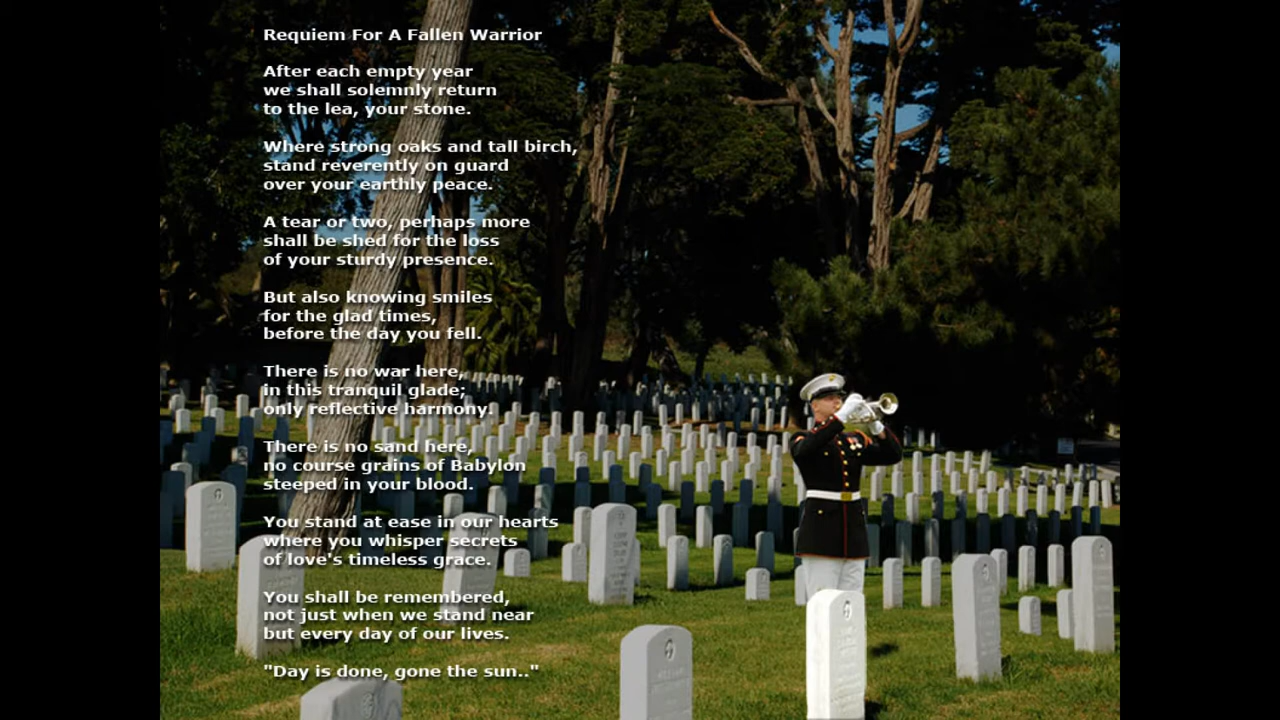 Requiem For A Fallen Warrior
After each empty year
we shall solemnly return
to the lea, your stone.
Where strong oaks and tall birch,
stand reverently on guard
over your earthly peace.
A tear or two, perhaps more
shall be shed for the loss
of your sturdy presence.
But also knowing smiles
for the glad times,
before the day you fell.
There is no war here,
in this tranquil glade;
only reflective harmony.
There is no sand here,
no course grains of Babylon
steeped in your blood.
You stand at ease in our hearts
where you whisper secrets
of love's timeless grace.
You shall be remembered,
not just when we stand near
but every day of our lives.
"Day is done, gone the sun.."